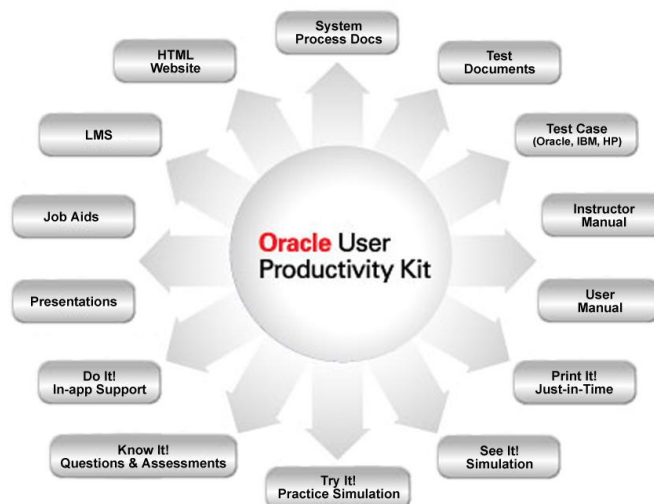 System
Process Docs
HTML
Website
Test
Documents
LMS
Test Case
(Oracle, IBM, HP)
Job Aids
Instructor
Manual
Oracle User
Productivity Kit
Presentations
User
Manual
Do It!
In-app Support
Print It!
Just-in-Time
Know It!
Questions & Assessments
See It!
Simulation
Try It!
Practice Simulation